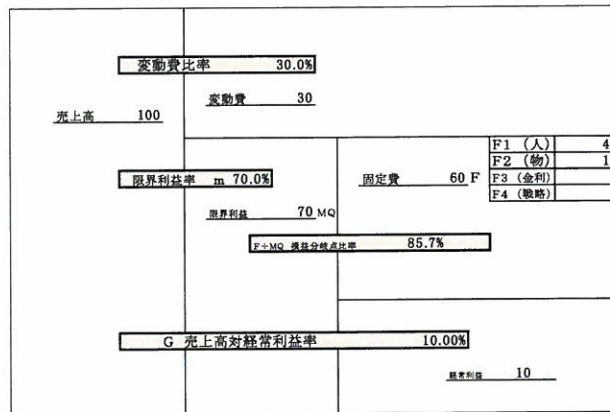 変動費比率 30.0%
変動費 30
売上高 100
F1 (人) 4
F2 (物) 1
F3 (金利)
F4 (戦略)
限界利益率 m 70.0%
固定費 60 F
限界利益 70 MQ
F÷MQ 損益分岐点比率 85.7%
G 売上高対経常利益率 10.00%
経常利益 10